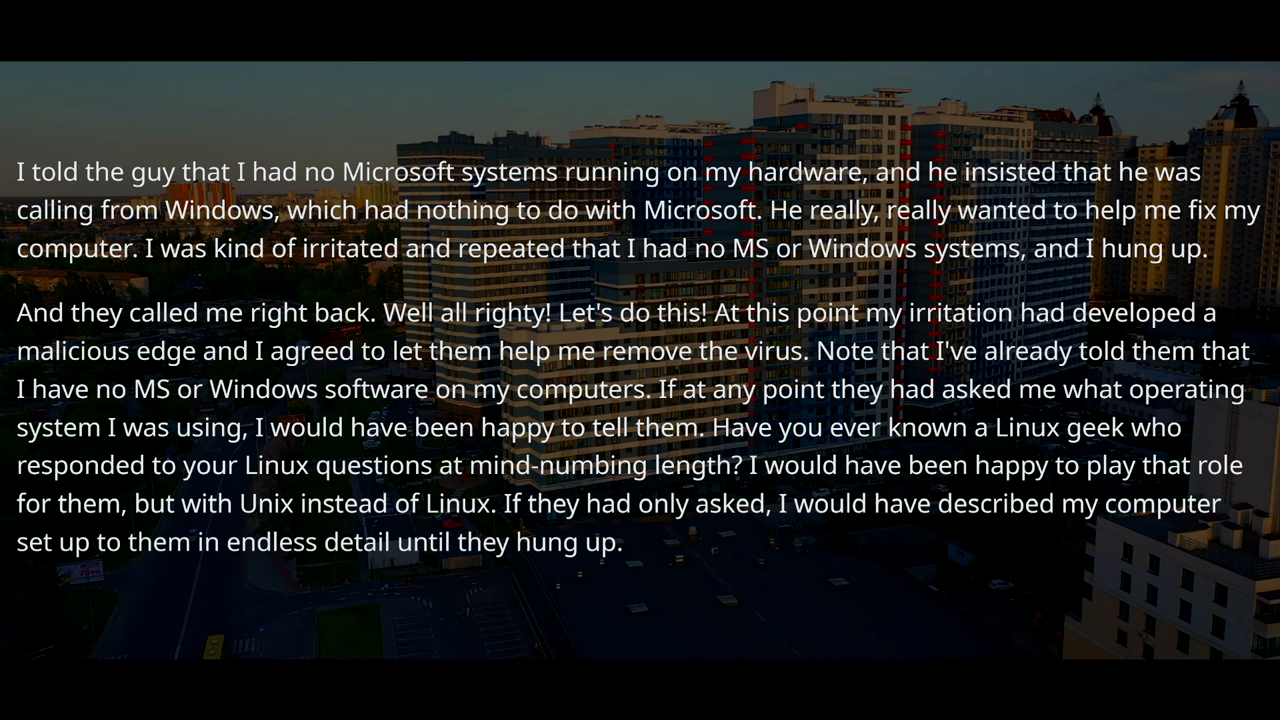 I told the guy that I had no Microsoft systems running on my hardware, and he insisted that he was
calling from Windows, which had nothing to do with Microsoft. He really, really wanted to help me fix my
computer. I was kind of irritated and repeated that I had no MS or Windows systems, and I hung up.
And they called me right back. Well all righty! Let's do this! At this point my irritation had developed a
malicious edge and I agreed to let them help me remove the virus. Note that I've already told them that
I have no MS or Windows software on my computers. If at any point they had asked me what operating
system I was using, I would have been happy to tell them. Have you ever known a Linux geek who
responded to your Linux questions at mind-numbing length? I would have been happy to play that role
for them, but with Unix instead of Linux. If they had only asked, I would have described my computer
set up to them in endless detail until they hung up.